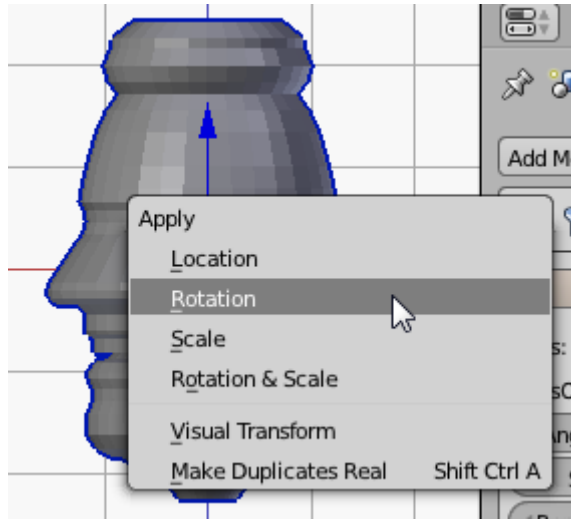 Add M
Apply
Location
Rotation
Scale
Rotation & Scale
Visual Transform
Make Duplicates Real Shift Ctrl A
s: